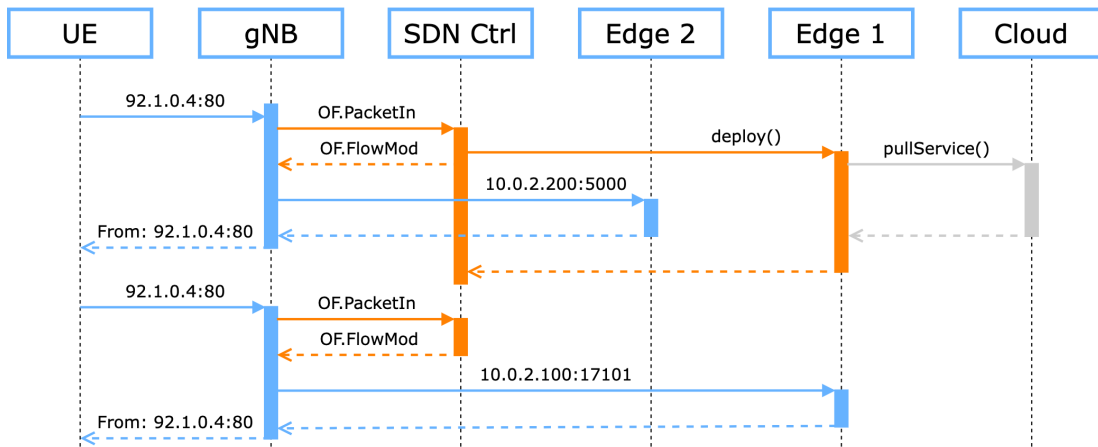 UE
gNB
SDN Ctrl
Edge 2
Edge 1
Cloud
92.1.0.4:80
OF.PacketIn
deploy()
OF.FlowMod
pullService()
10.0.2.200:5000
From: 92.1.0.4:80
92.1.0.4:80
OF.PacketIn
OF.FlowMod
10.0.2.100:17101
From: 92.1.0.4:80